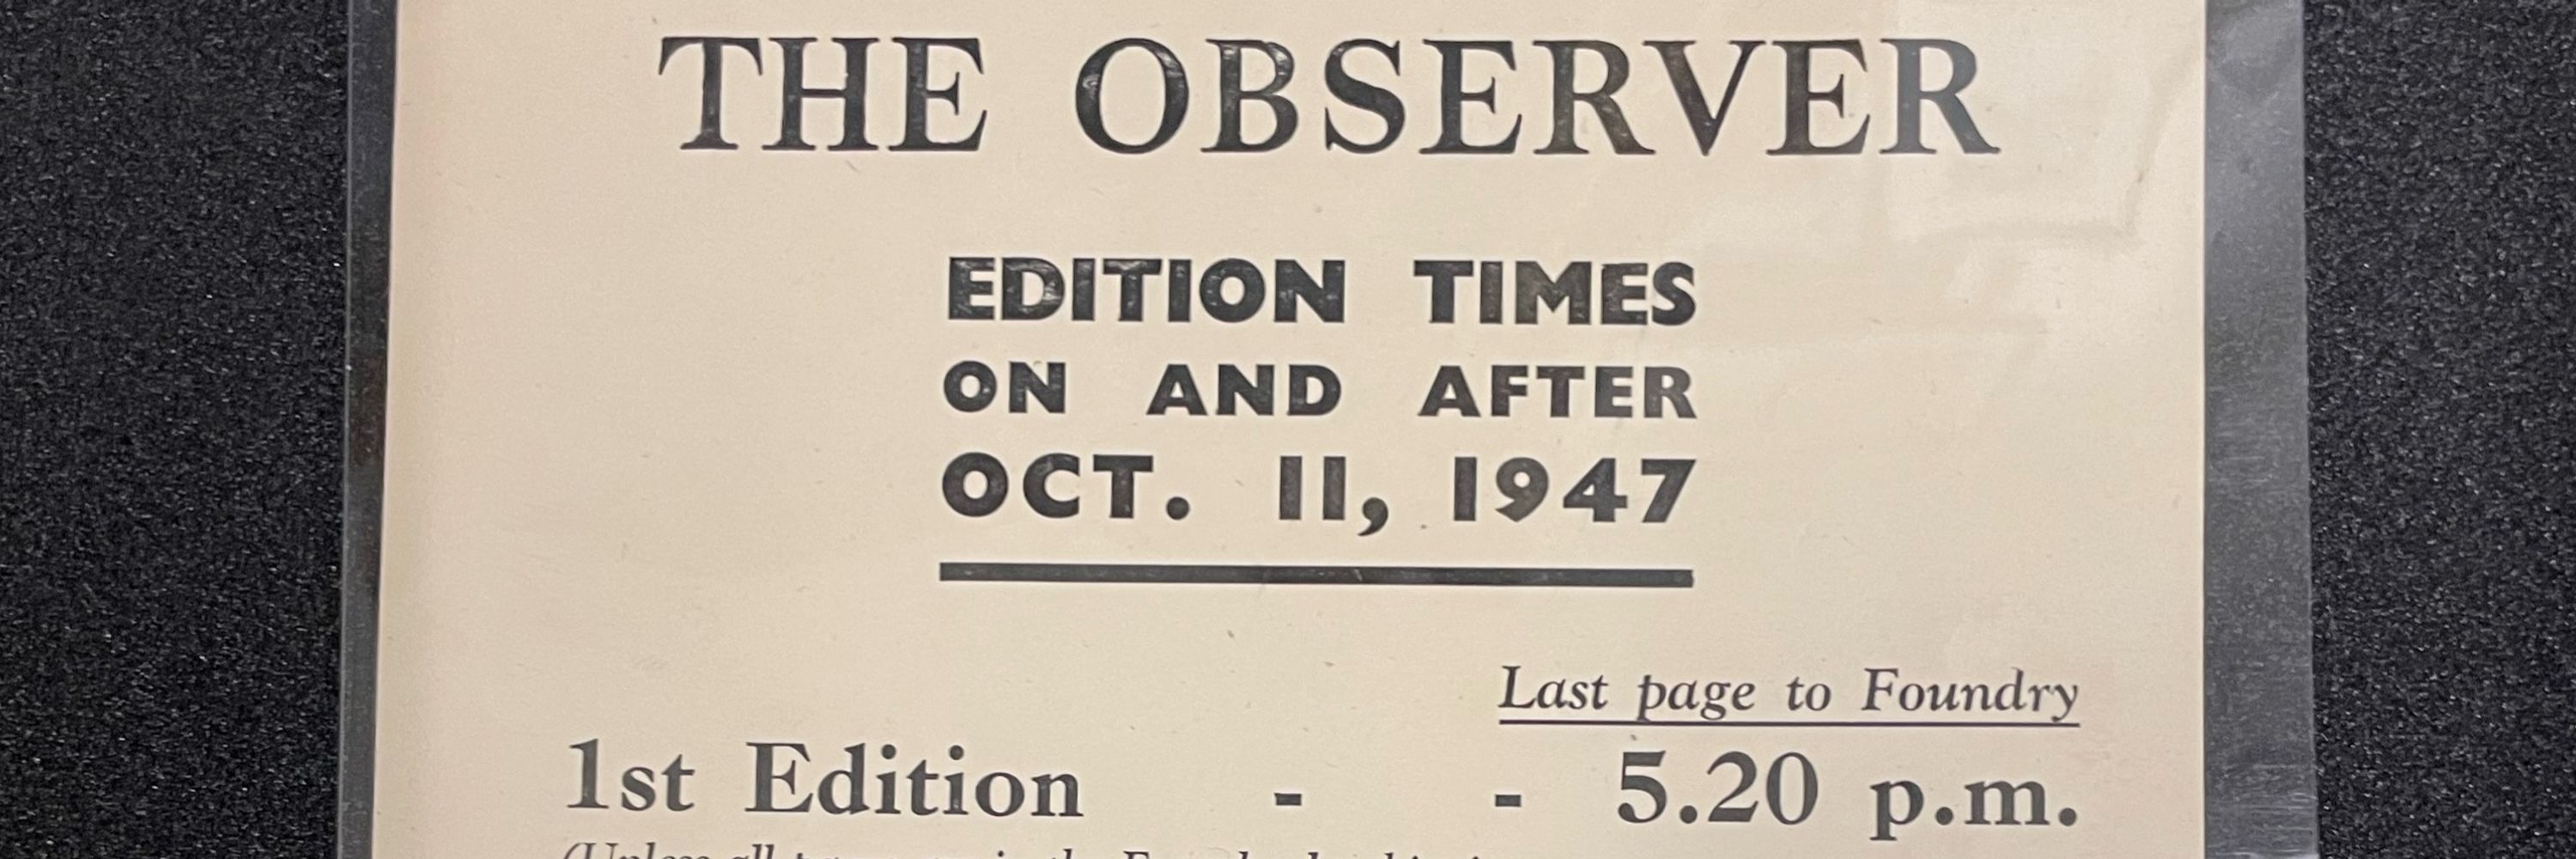 THE OBSERVER
EDITION TIMES
ON AND AFTER
OCT. 11, 1947
Last page to Foundry
1st Edition - - 5.20 p.m.